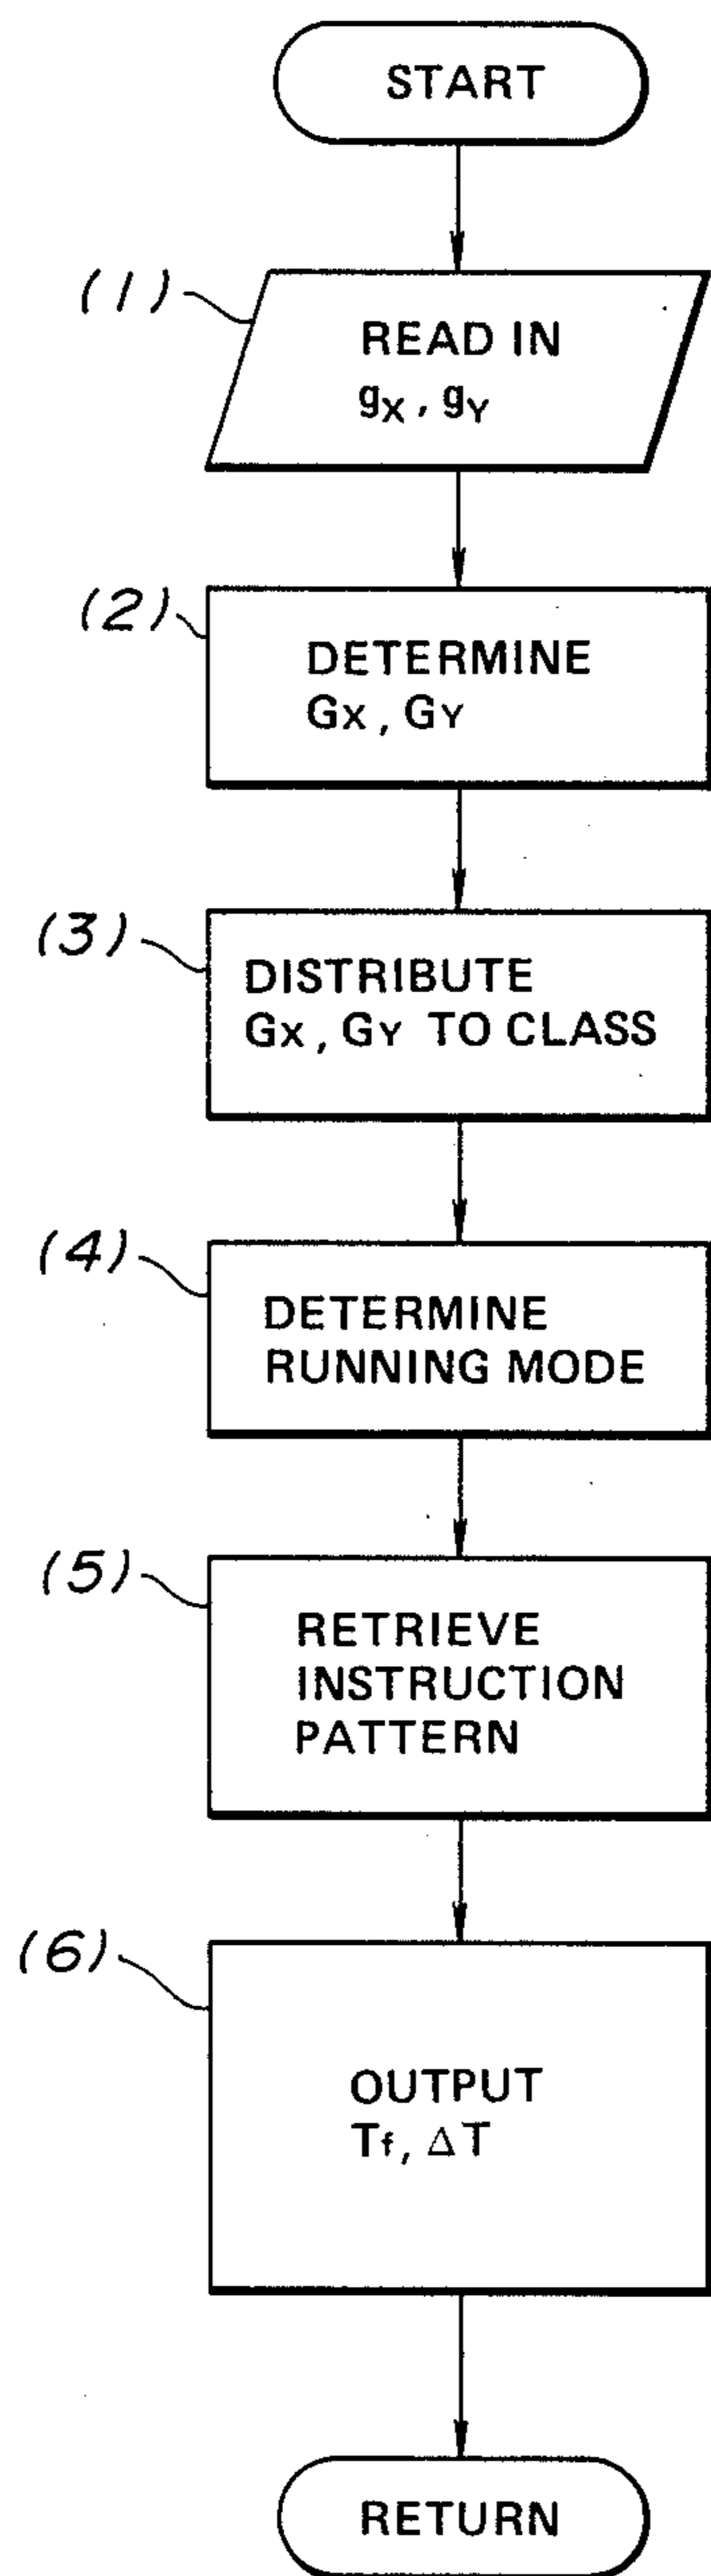 START
(1)
READ IN
gX, gY
(2)
DETERMINE
GX, GY
(3)
DISTRIBUTE
GX, GY TO CLASS
(4)
DETERMINE
RUNNING MODE
(5)
RETRIEVE
INSTRUCTION
PATTERN
(6)
OUTPUT
Tf, ΔT
RETURN